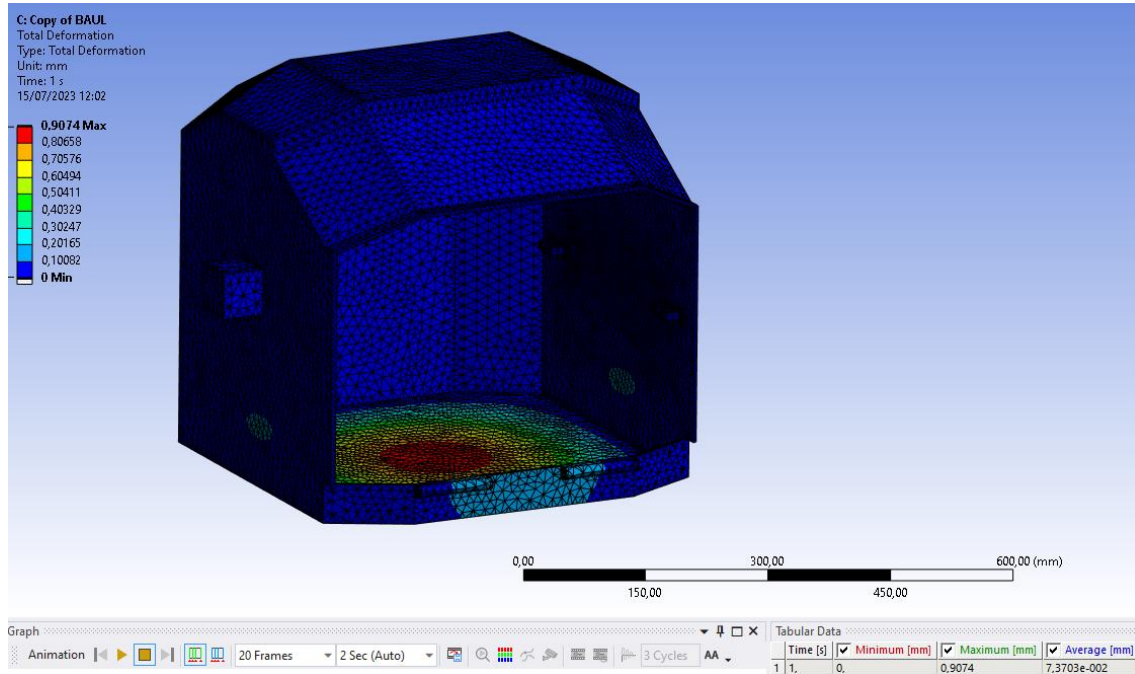 C: Copy of BAUL
Total Deformation
Type: Total Deformation
Unit: mm
Time: 1 s
15/07/2023 12:02
0,9074 Max
0,80658
0,70576
0,60494
0,50411
0,40329
0,30247
0,20165
0,10082
0 Min
0,00 300,00 600,00 (mm)
150,00 450,00
Graph
Animation 20 Frames 2 Sec (Auto) 3 Cycles AA
Tabular Data
Time [s] Minimum [mm] Maximum [mm] Average [mm]
1 1, 0, 0,9074 7,3703e-002